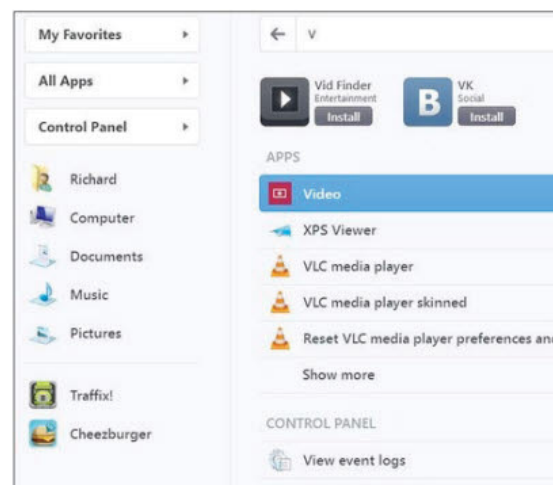 My Favorites
All Apps
Control Panel
Richard
Computer
Documents
Music
Pictures
Traffix!
Cheezburger
v
Vid Finder
Entertainment
Install
VK
Social
Install
APPS
Video
XPS Viewer
VLC media player
VLC media player skinned
Reset VLC media player preferences and
Show more
CONTROL PANEL
View event logs